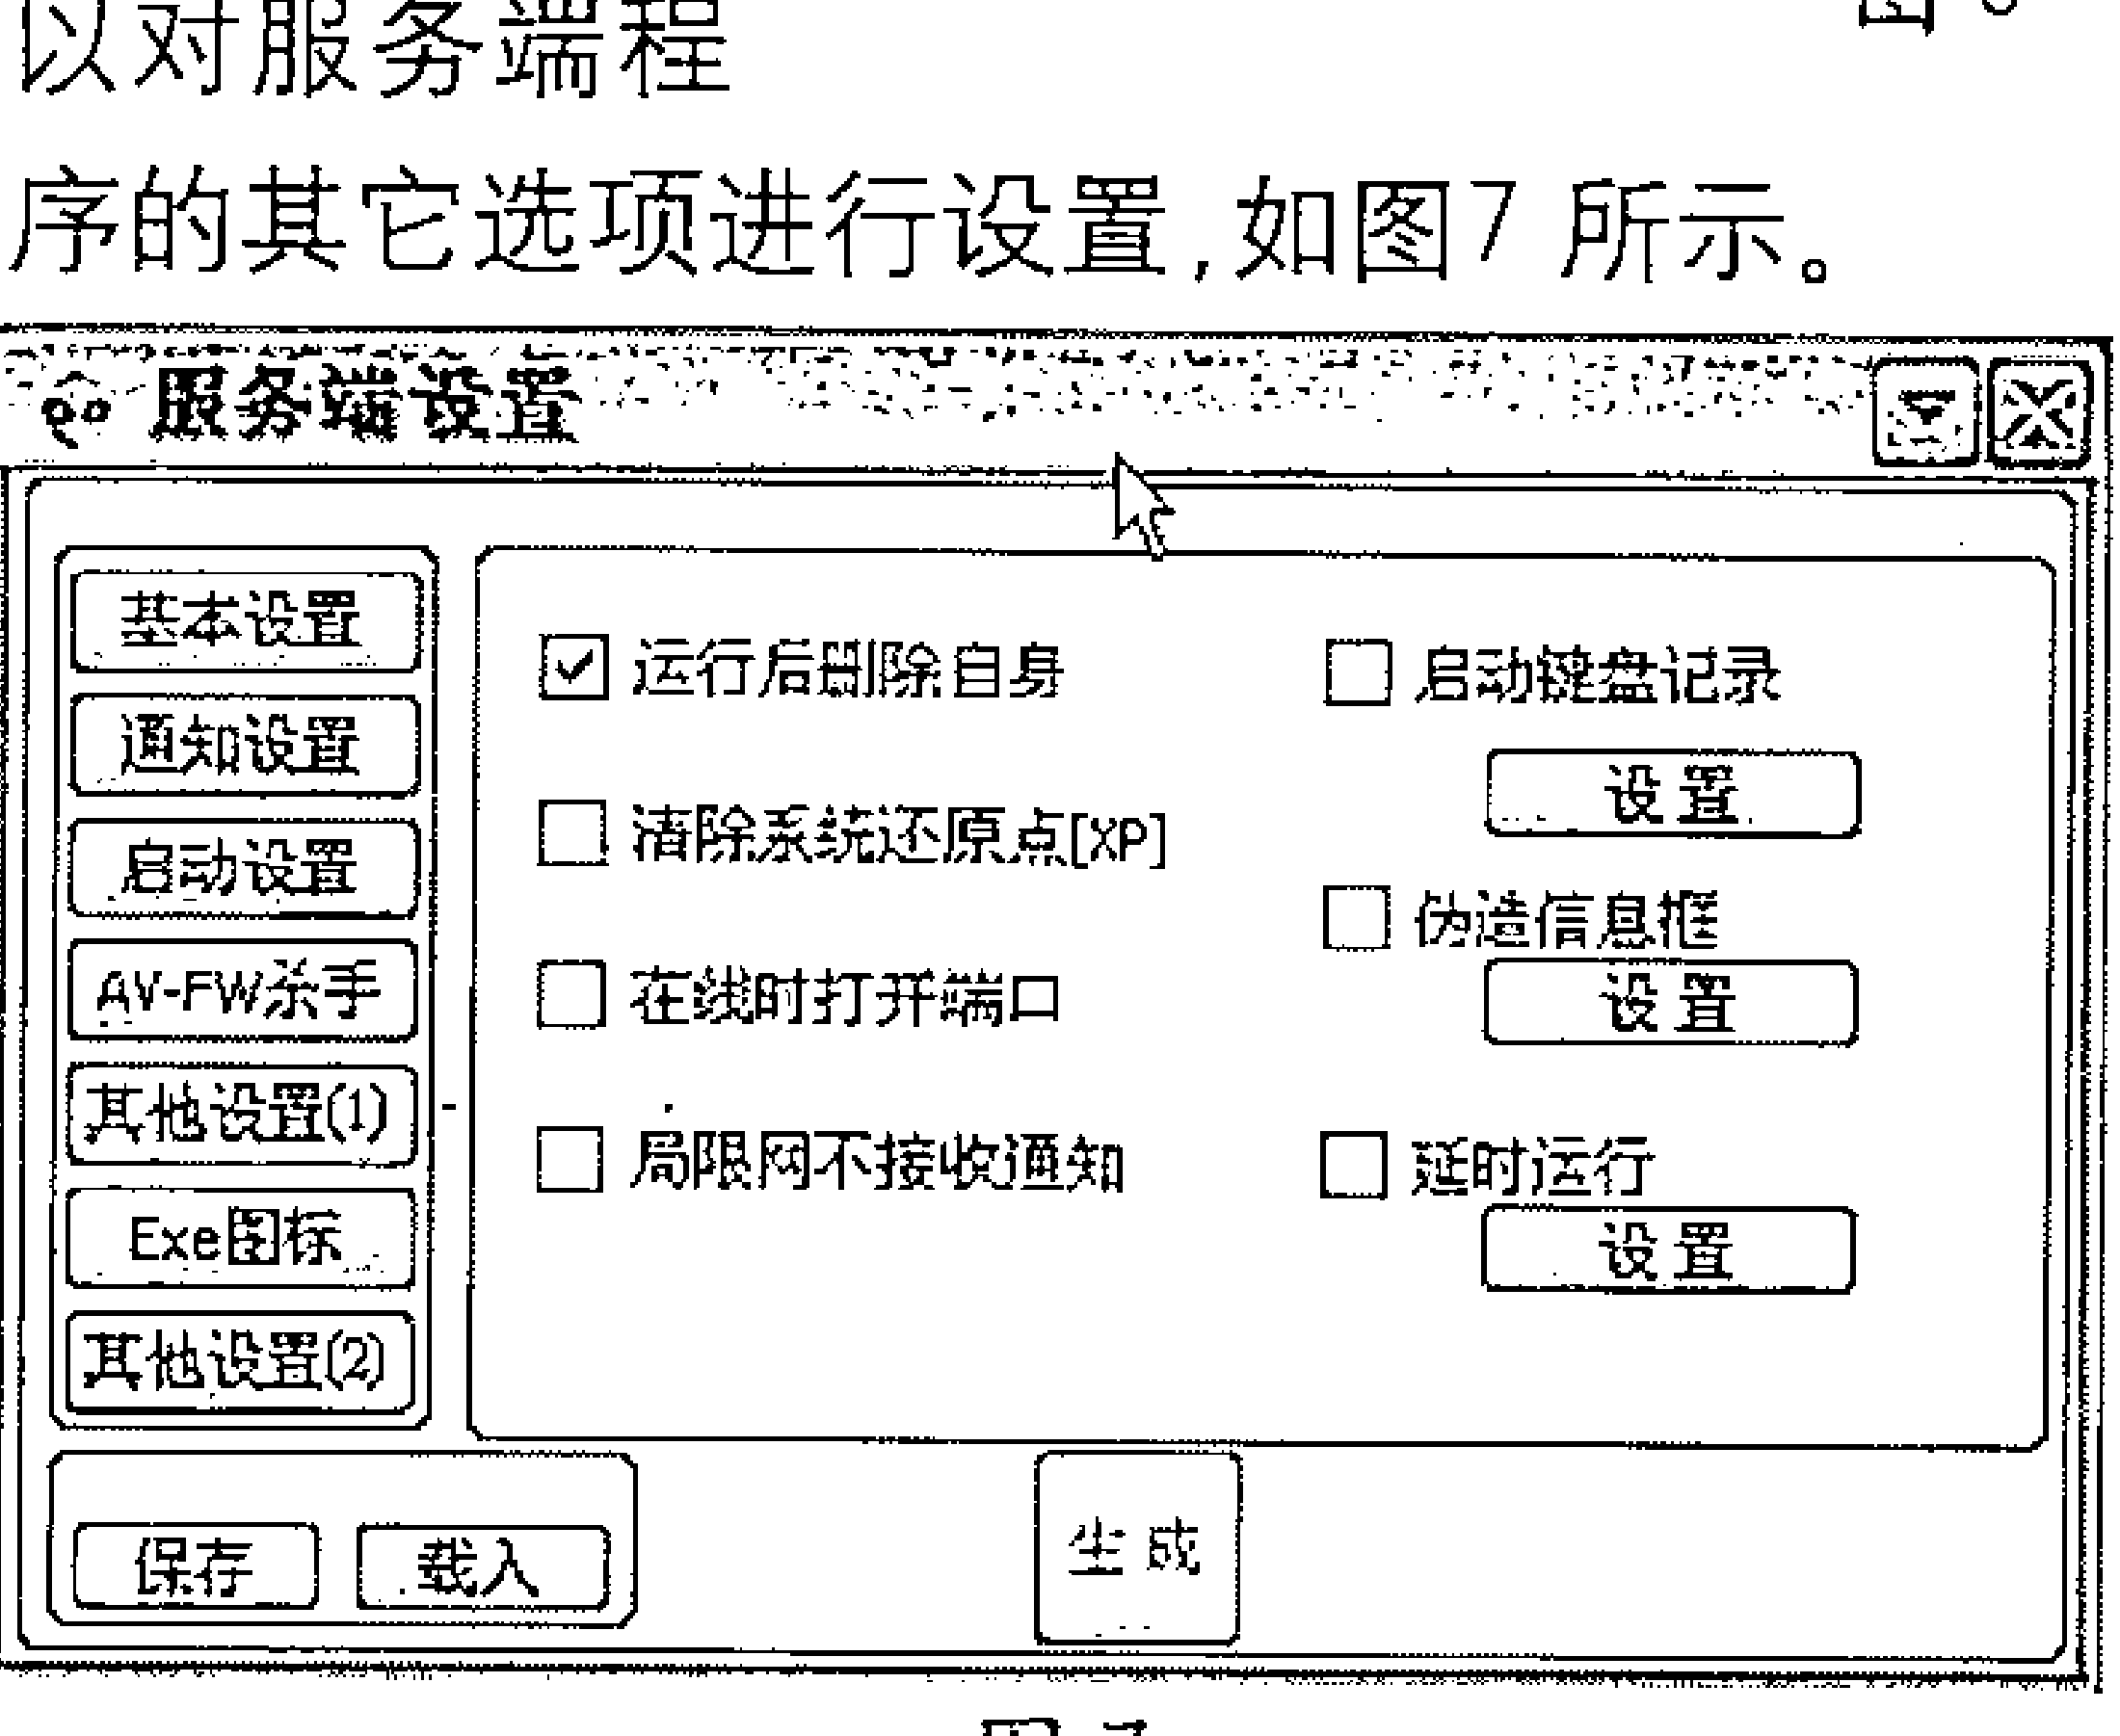 以对服务端程
序的其它选项进行设置,如图7 所示。
服务端设置
基本设置
通知设置
启动设置
AV-FW杀手
其他设置(1)
Exe图标
其他设置(2)
运行后删除自身
清除系统还原点[XP]
在线时打开端口
局限网不接收通知
启动键盘记录
设置
伪造信息框
设置
延时运行
设置
保存
载入
生成